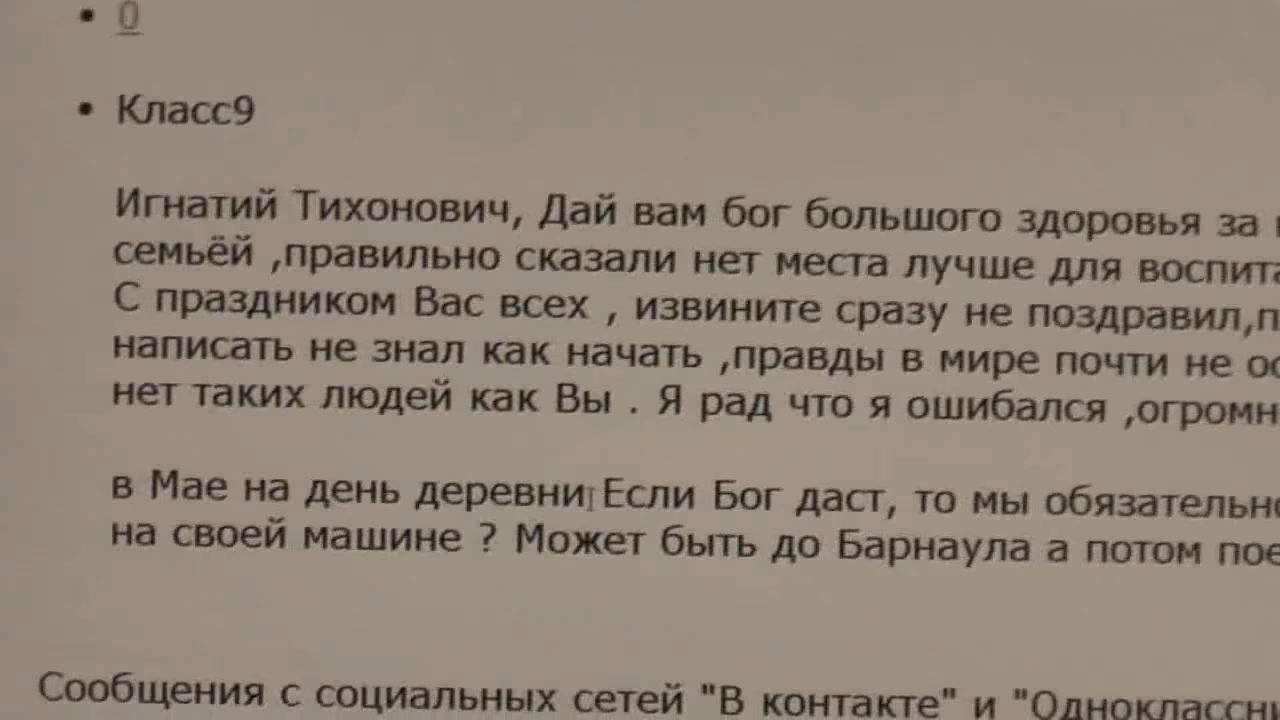 0
Класс9
Игнатий Тихонович, Дай вам бог большого здоровья за
семьёй ,правильно сказали нет места лучше для
С праздником Вас всех , извините сразу не поздравил,
написать не знал как начать ,правды в мире почти не
нет таких людей как Вы . Я рад что я ошибался ,
в Мае на день деревни Если Бог даст, то мы
на своей машине ? Может быть до Барнаула а потом
Сообщения с социальных сетей "В контакте" и